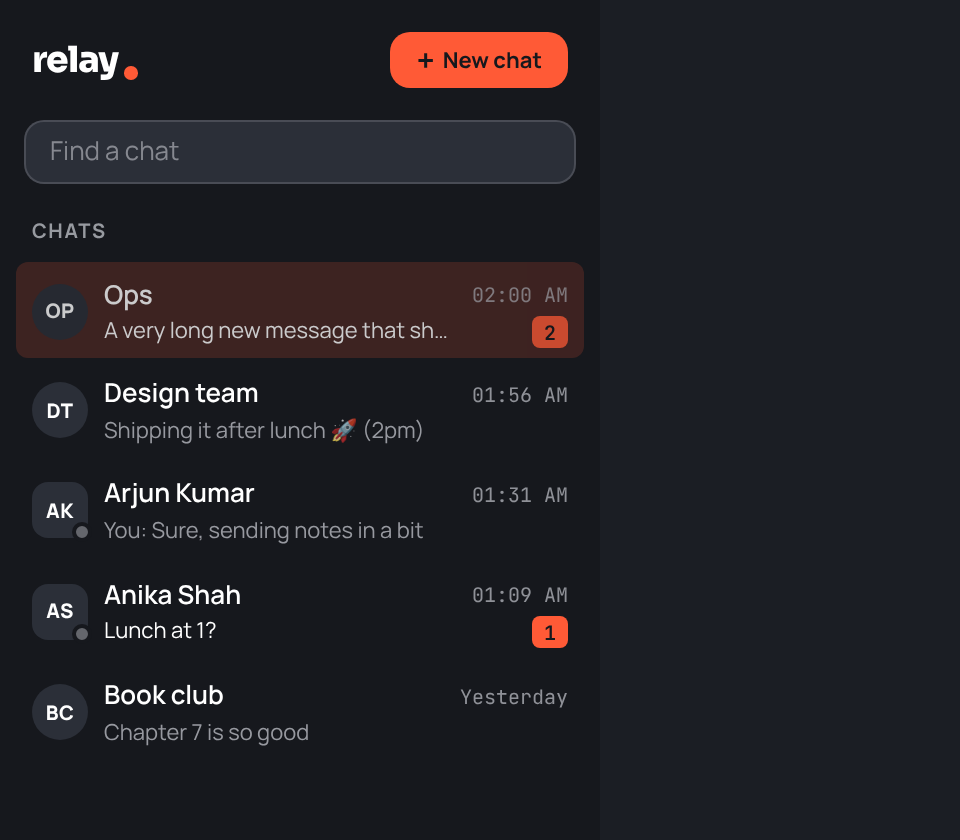 relay.
+ New chat
Find a chat
CHATS
OP
Ops
02:00 AM
A very long new message that sh…
2
DT
Design team
01:56 AM
Shipping it after lunch 🚀 (2pm)
AK
Arjun Kumar
01:31 AM
You: Sure, sending notes in a bit
AS
Anika Shah
01:09 AM
Lunch at 1?
1
BC
Book club
Yesterday
Chapter 7 is so good